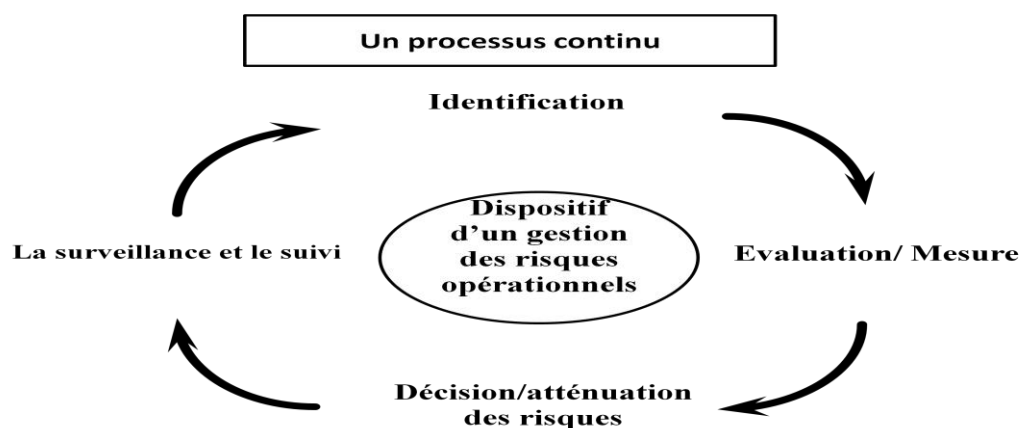 Un processus continu
Identification
Dispositif
d'un gestion
des risques
opérationnels
La surveillance et le suivi
Evaluation/ Mesure
Décision/atténuation
des risques